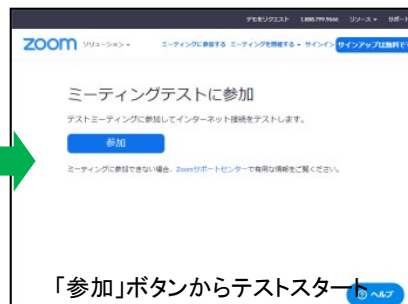 デモをリクエスト 1.888.799.9666 リソース サポート
zoom ソリューション ミーティングに参加する ミーティングを開催する サインイン サインアップは無料で
ミーティングテストに参加
テストミーティングに参加してインターネット接続をテストします。
参加
ミーティングに参加できない場合、Zoomサポートセンターで有用な情報をご覧ください。
「参加」ボタンからテストスタート
ヘルプ